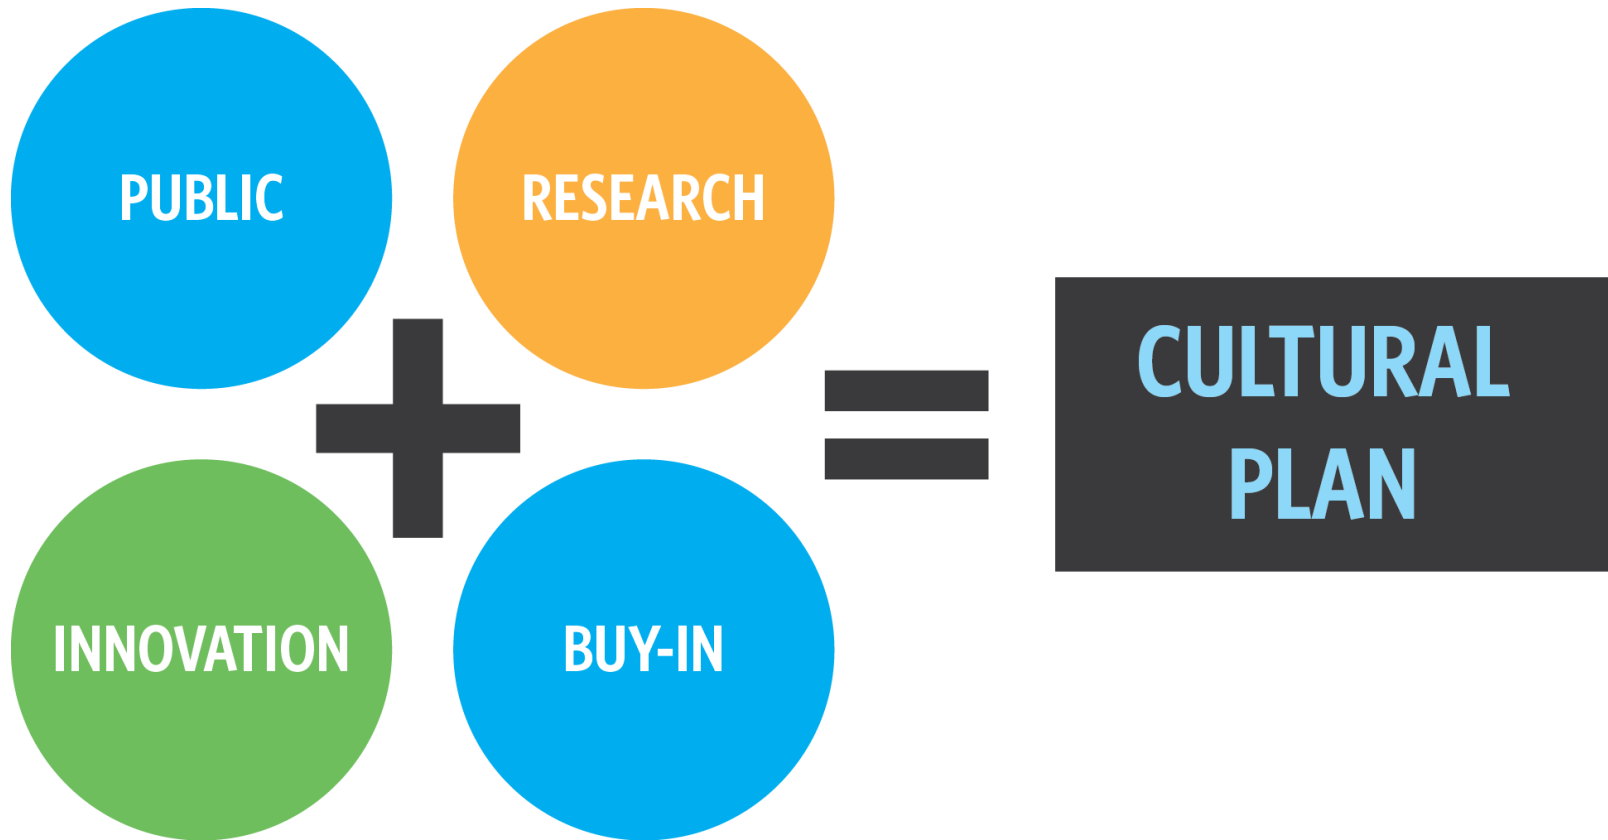 PUBLIC
RESEARCH
INNOVATION
BUY-IN
CULTURAL
PLAN